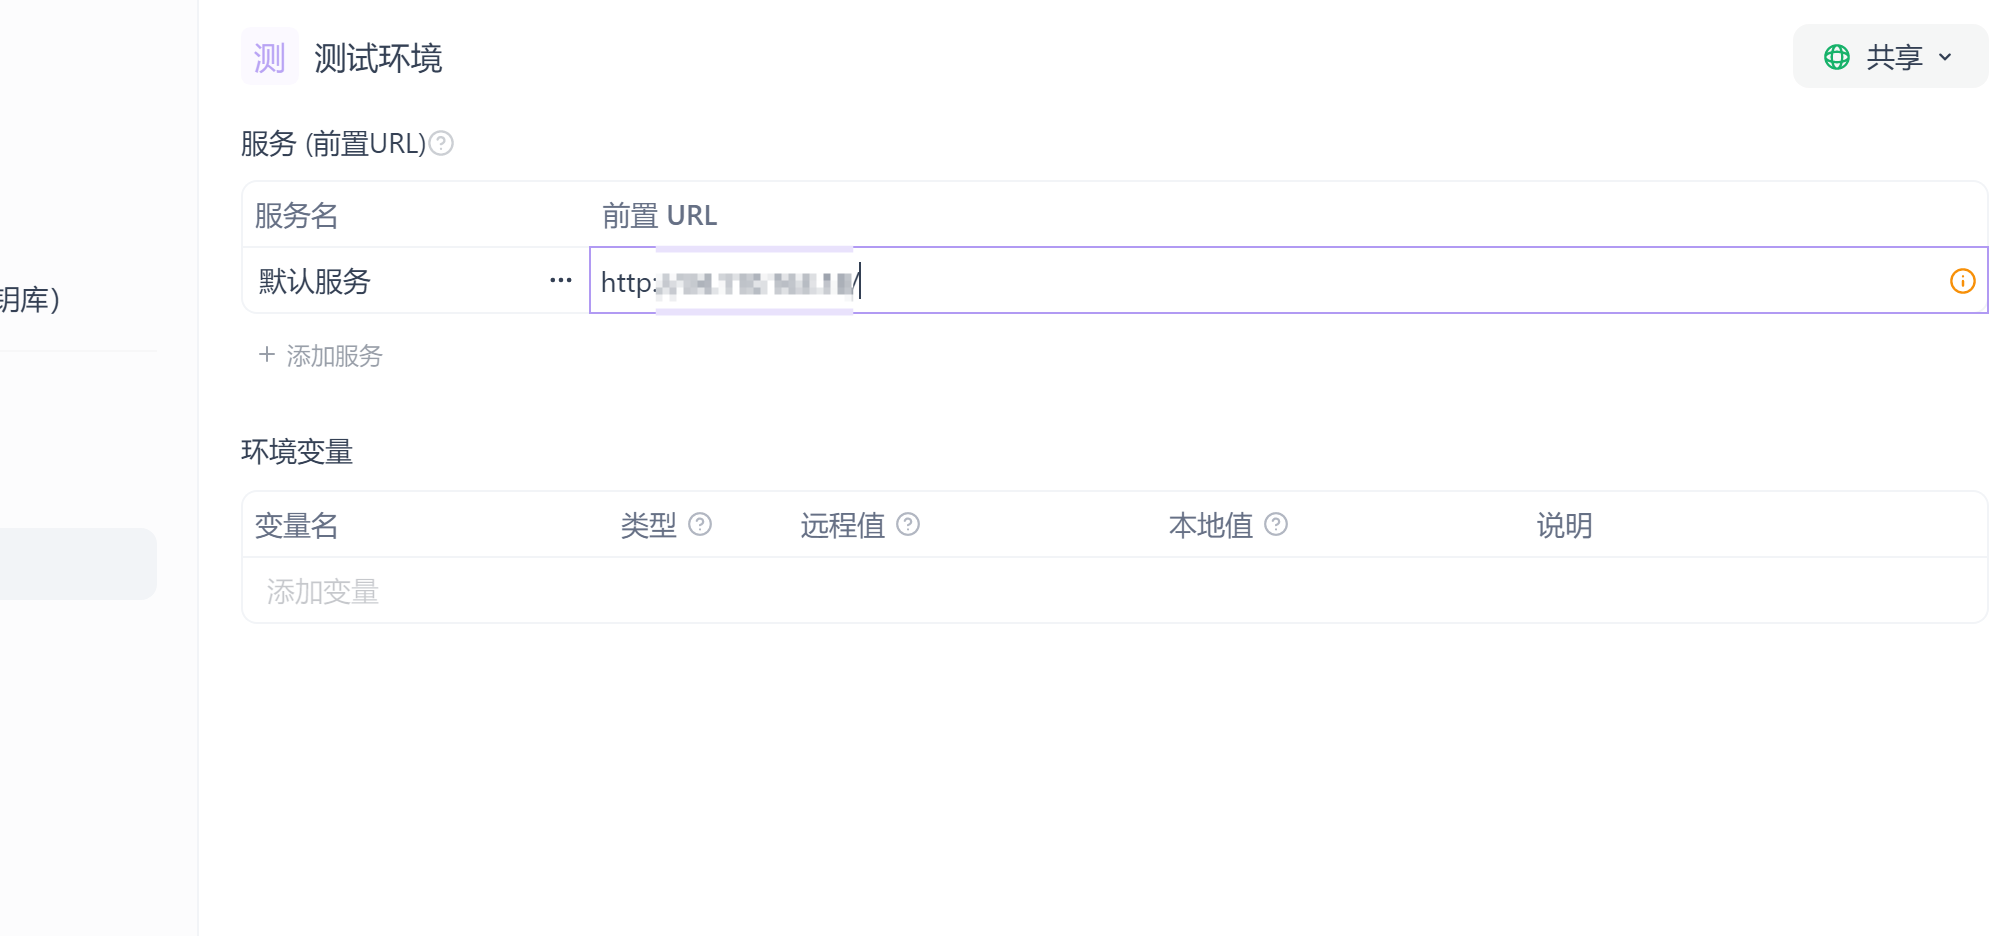 测 测试环境
共享
服务 (前置URL)
服务名 前置 URL
默认服务 ··· http:
添加服务
钥库)
环境变量
变量名 类型 远程值 本地值 说明
添加变量